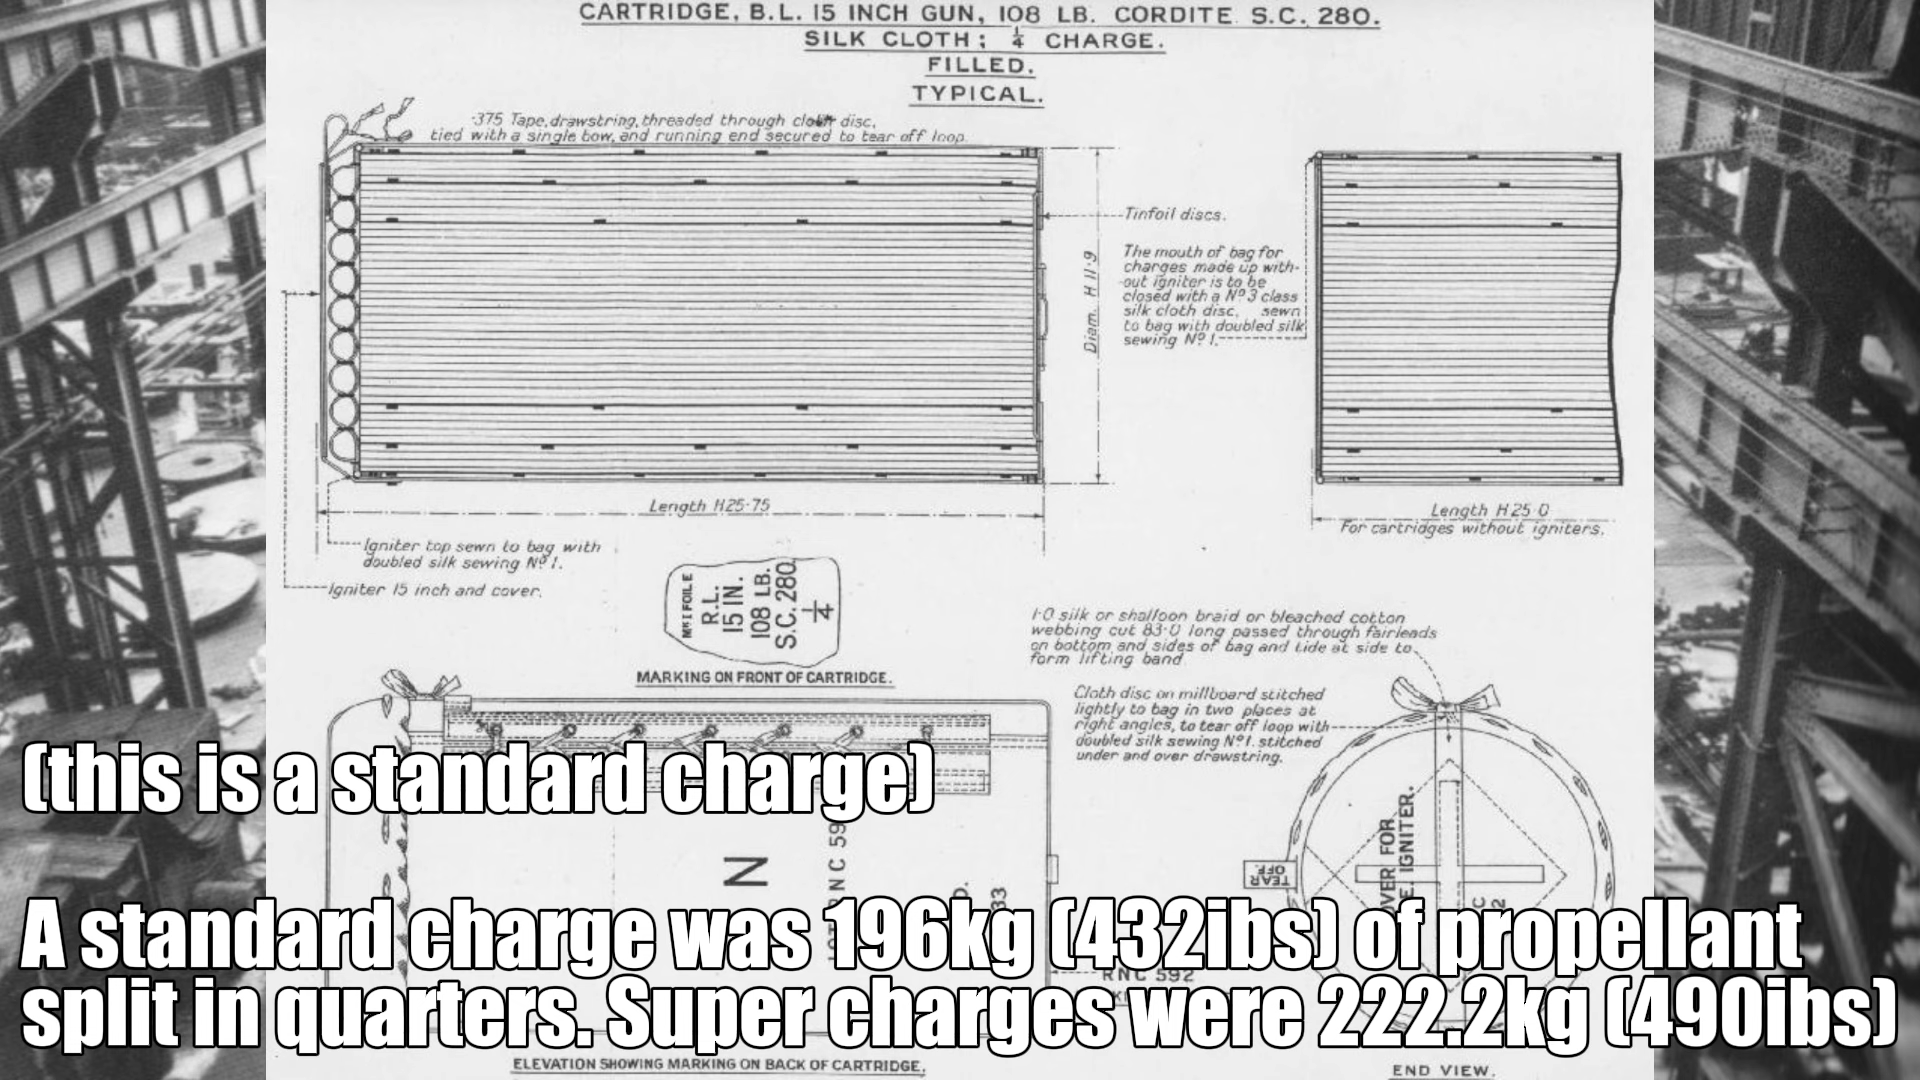 CARTRIDGE, B.L. 15 INCH GUN, 108 LB. CORDITE S.C. 280.
SILK CLOTH; 1/4 CHARGE.
FILLED.
TYPICAL.
·375 Tape, drawstring, threaded through cloth disc,
tied with a single bow, and running end secured to tear off loop.
Tinfoil discs.
Diam. H 11·9
The mouth of bag for
charges made up with-
-out igniter is to be
closed with a Nº 3 class
silk cloth disc, sewn
to bag with doubled silk
sewing Nº 1.
Length H25·75
Length H 25·0
For cartridges without igniters.
Igniter top sewn to bag with
doubled silk sewing Nº 1.
Igniter 15 inch and cover.
R.L.
15 IN.
108 LB.
S.C. 280
1/4
MARKING ON FRONT OF CARTRIDGE.
1·0 silk or shalloon braid or bleached cotton
webbing cut 83·0 long passed through fairleads
on bottom and sides of bag and tide at side to
form lifting band
Cloth disc on millboard stitched
lightly to bag in two places at
right angles, to tear off loop with
doubled silk sewing Nº 1. stitched
under and over drawstring.
TEAR
OFF.
IGNITER.
N
(this is a standard charge)
A standard charge was 196kg (432ibs) of propellant
split in quarters. Super charges were 222.2kg (490ibs)
RNC 592
ELEVATION SHOWING MARKING ON BACK OF CARTRIDGE.
END VIEW.